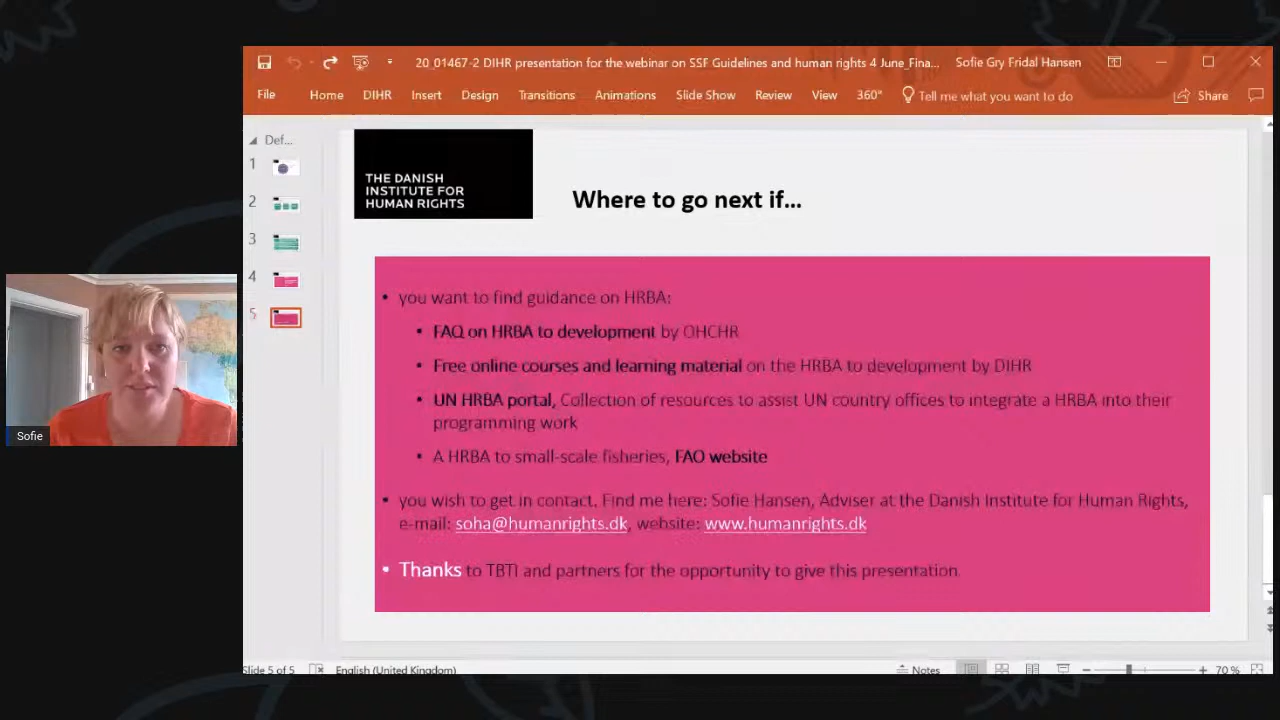 20_01467-2 DIHR presentation for the webinar on SSF Guidelines and human rights 4 June_Fina...
Sofie Gry Fridal Hansen
File Home DIHR Insert Design Transitions Animations Slide Show Review View 360° Tell me what you want to do Share
Def...
1
2
3
4
5
THE DANISH
INSTITUTE FOR
HUMAN RIGHTS
Where to go next if...
• you want to find guidance on HRBA:
• FAQ on HRBA to development by OHCHR
• Free online courses and learning material on the HRBA to development by DIHR
• UN HRBA portal, Collection of resources to assist UN country offices to integrate a HRBA into their
programming work
• A HRBA to small-scale fisheries, FAO website
• you wish to get in contact. Find me here: Sofie Hansen, Adviser at the Danish Institute for Human Rights,
e-mail: soha@humanrights.dk, website: www.humanrights.dk
• Thanks to TBTI and partners for the opportunity to give this presentation.
Sofie
Slide 5 of 5 English (United Kingdom) Notes 70 %